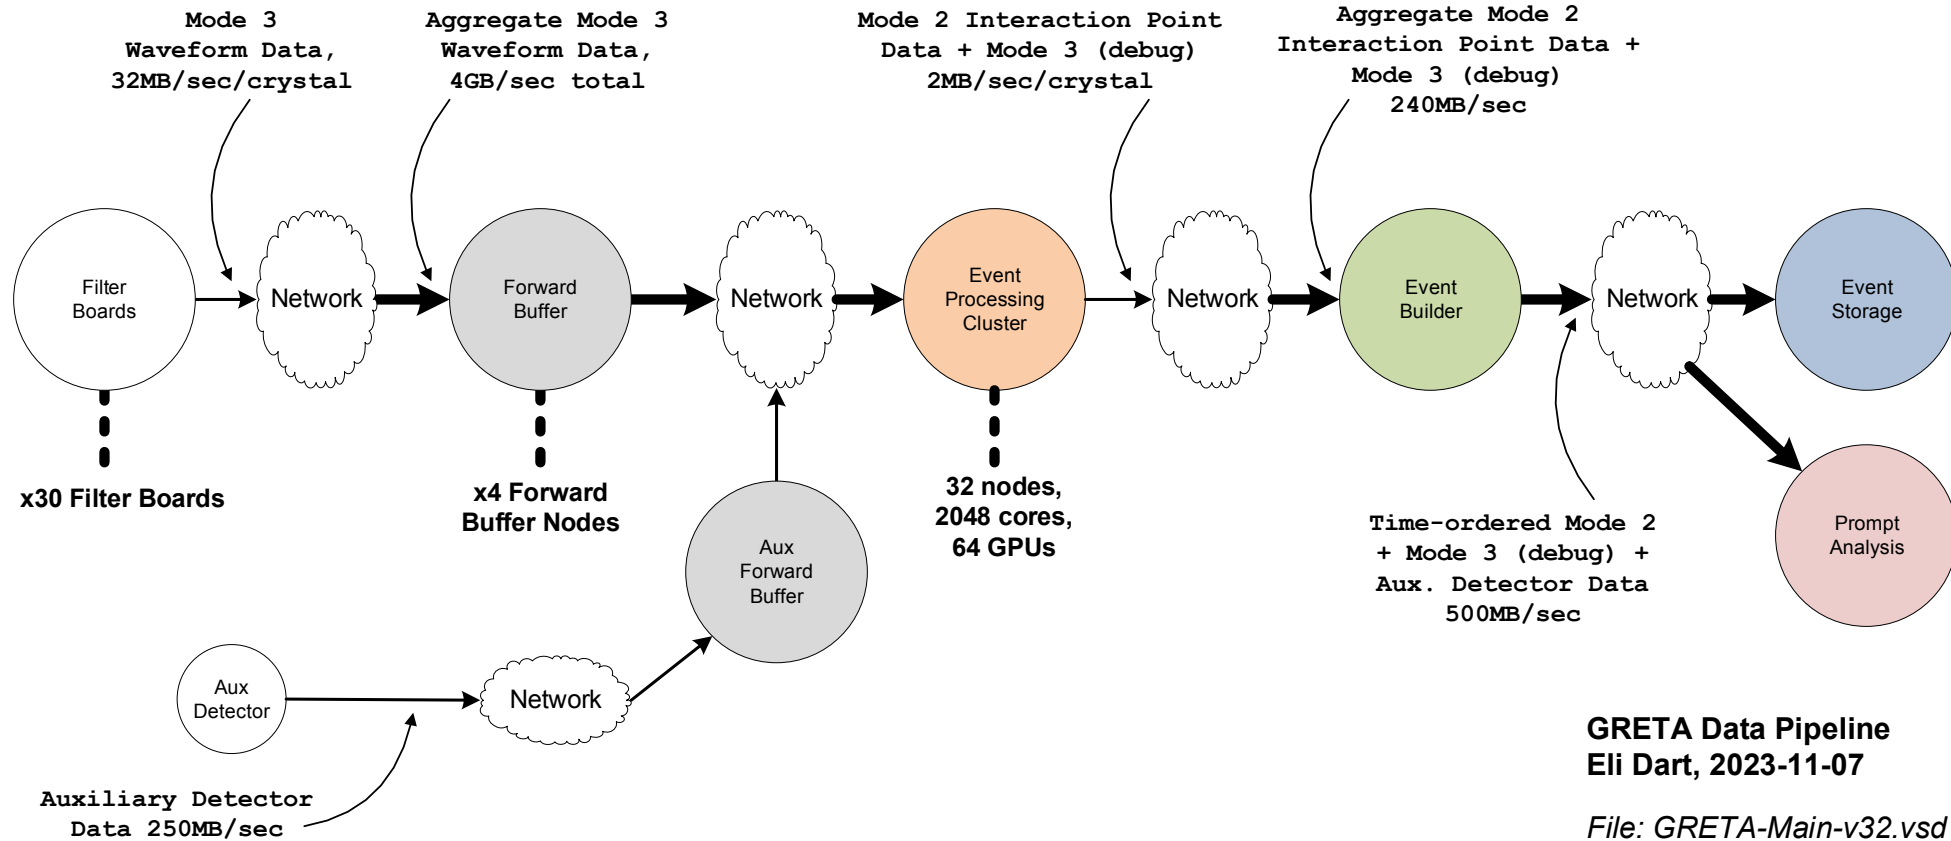 Mode 3
Waveform Data,
32MB/sec/crystal
Aggregate Mode 3
Waveform Data,
4GB/sec total
Mode 2 Interaction Point
Data + Mode 3 (debug)
2MB/sec/crystal
Aggregate Mode 2
Interaction Point Data +
Mode 3 (debug)
240MB/sec
Filter
Boards
Network
Forward
Buffer
Network
Event
Processing
Cluster
Network
Event
Builder
Network
Event
Storage
x30 Filter Boards
x4 Forward
Buffer Nodes
32 nodes,
2048 cores,
64 GPUs
Aux
Forward
Buffer
Time-ordered Mode 2
+ Mode 3 (debug) +
Aux. Detector Data
500MB/sec
Prompt
Analysis
Aux
Detector
Network
Auxiliary Detector
Data 250MB/sec
GRETA Data Pipeline
Eli Dart, 2023-11-07
File: GRETA-Main-v32.vsd